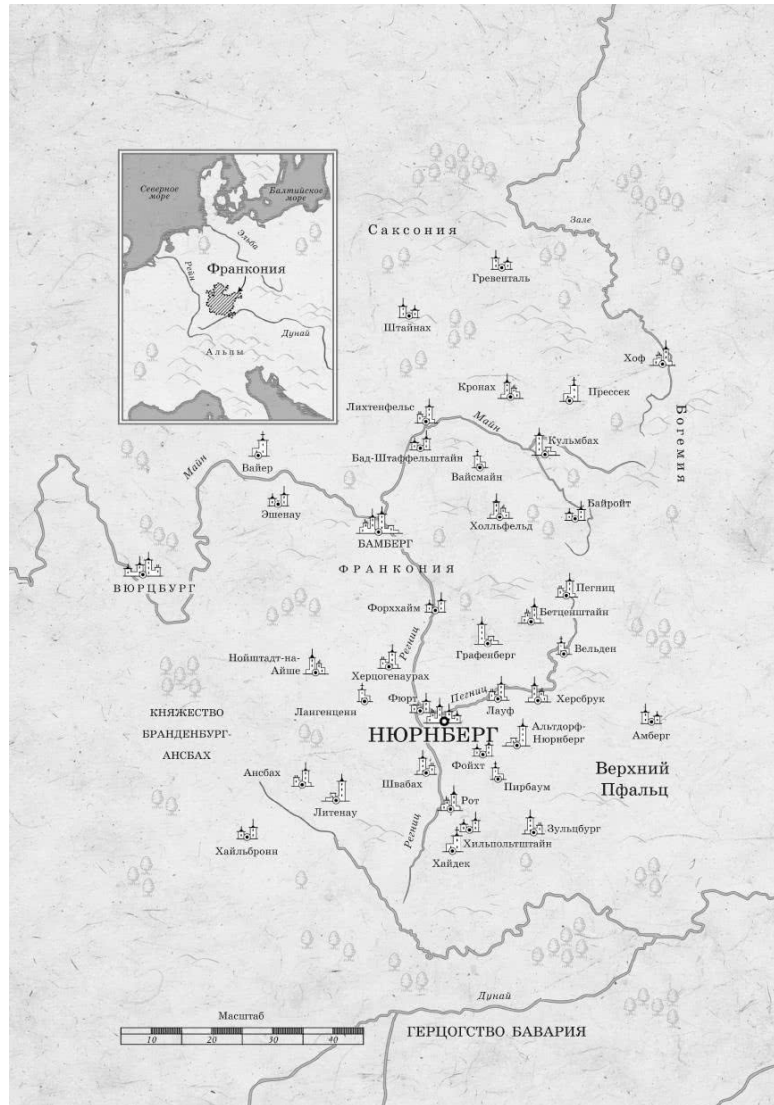 Северное
море
Балтийское
море
Эльба
Рейн
Франкония
Дунай
Альпы
Саксония
Зале
Гревенталь
Штайнах
Хоф
Кронах
Прессек
Лихтенфельс
Майн
Богемия
Кульмбах
Бад-Штаффельштайн
Вайер
Майн
Вайсмайн
Эшенау
Холльфельд
Байройт
БАМБЕРГ
ФРАНКОНИЯ
ВЮРЦБУРГ
Пегниц
Форххайм
Бетценштайн
Регниц
Графенберг
Вельден
Нойштадт-на-
Айше
Херцогенаурах
Лангенценн
Фюрт
Пегниц
Лауф
Херсбрук
КНЯЖЕСТВО
БРАНДЕНБУРГ-
АНСБАХ
НЮРНБЕРГ
Альтдорф-
Нюрнберг
Амберг
Фойхт
Верхний
Пфальц
Ансбах
Швабах
Пирбаум
Литенау
Рот
Регниц
Зульцбург
Хайльбронн
Хильпольтштайн
Хайдек
Дунай
Масштаб
10 20 30 40
ГЕРЦОГСТВО БАВАРИЯ